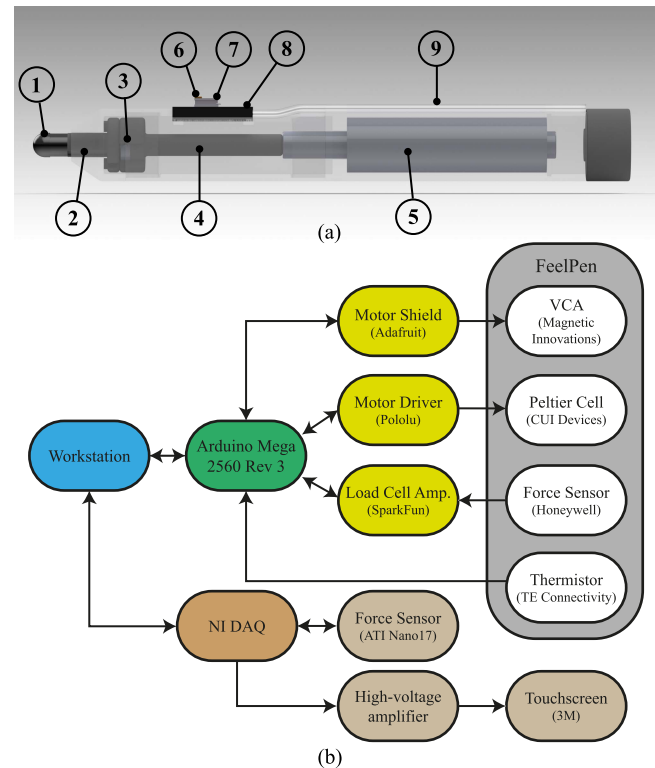 6
7
8
9
1
3
2
4
5
(a)
FeelPen
Motor Shield
(Adafruit)
VCA
(Magnetic
Innovations)
Motor Driver
(Pololu)
Peltier Cell
(CUI Devices)
Workstation
Arduino Mega
2560 Rev 3
Load Cell Amp.
(SparkFun)
Force Sensor
(Honeywell)
Thermistor
(TE Connectivity)
NI DAQ
Force Sensor
(ATI Nano17)
High-voltage
amplifier
Touchscreen
(3M)
(b)